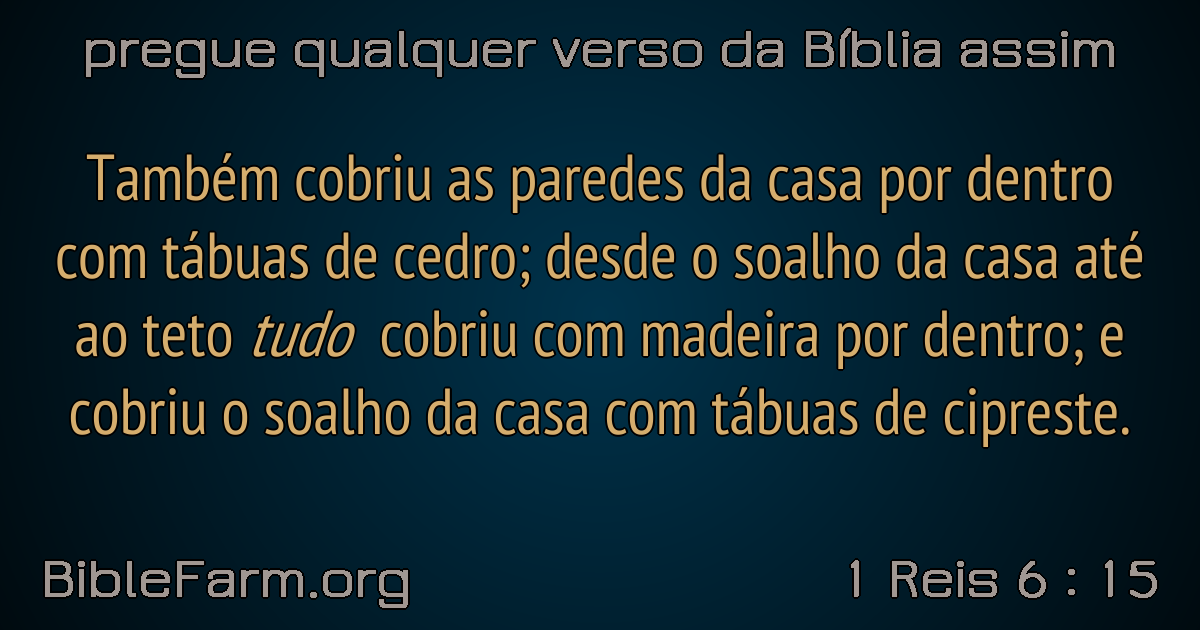 pregue qualquer verso da Bíblia assim
Também cobriu as paredes da casa por dentro
com tábuas de cedro; desde o soalho da casa até
ao teto tudo cobriu com madeira por dentro; e
cobriu o soalho da casa com tábuas de cipreste.
BibleFarm.org
1 Reis 6 : 15